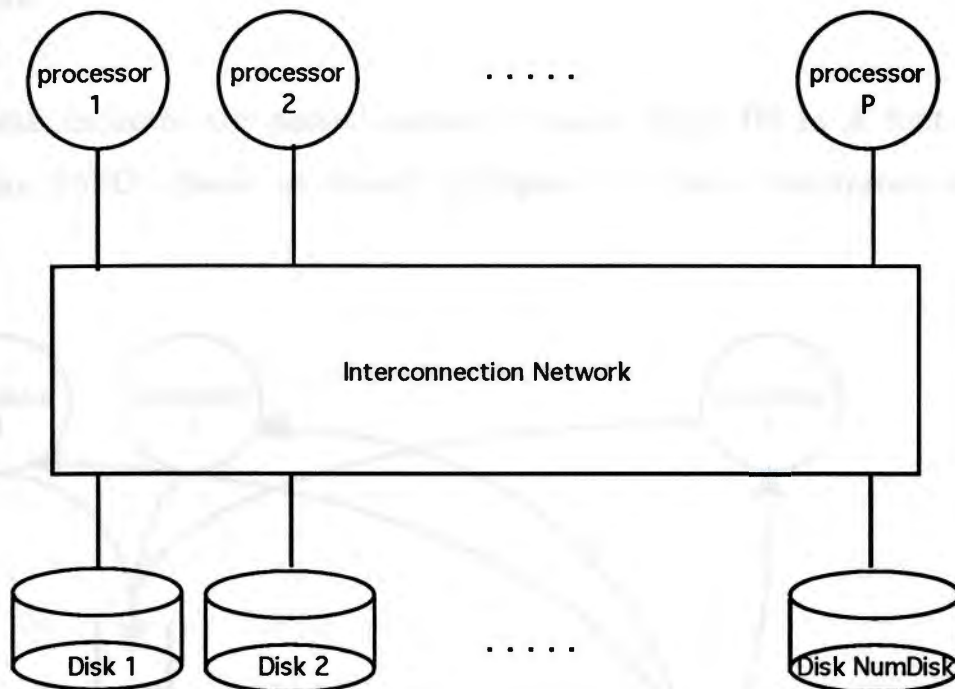 processor
1
processor
2
. . . . .
processor
P
Interconnection Network
Disk 1
Disk 2
. . . . .
Disk NumDisk